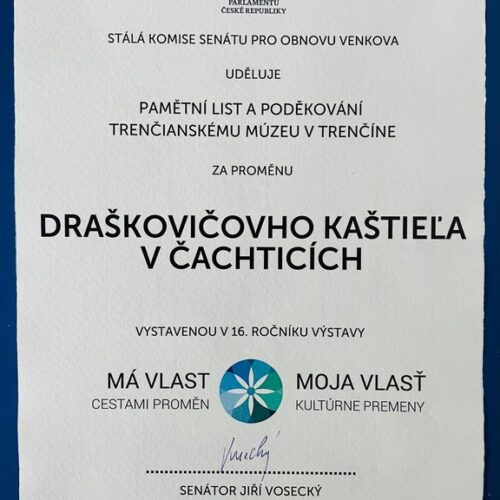 PARLAMENTU
ČESKÉ REPUBLIKY
STÁLÁ KOMISE SENÁTU PRO OBNOVU VENKOVA
UDĚLUJE
PAMĚTNÍ LIST A PODĚKOVÁNÍ
TRENČIANSKÉMU MÚZEU V TRENČÍNE
ZA PROMĚNU
DRAŠKOVIČOVHO KAŠTIEĽA
V ČACHTICÍCH
VYSTAVENOU V 16. ROČNÍKU VÝSTAVY
MÁ VLAST MOJA VLASŤ
CESTAMI PROMĚN KULTÚRNE PREMENY
Vosecký
SENÁTOR JIŘÍ VOSECKÝ